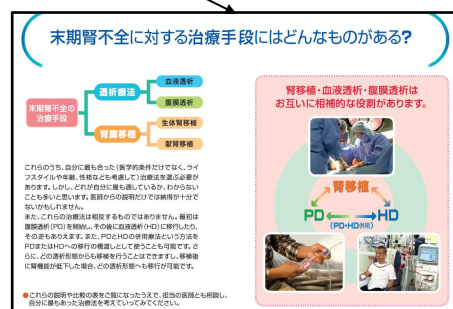 末期腎不全に対する治療手段にはどんなものがある?
末期腎不全の
治療手段
透析療法
血液透析
腹膜透析
腎臓移植
生体腎移植
献腎移植
これらのうち、自分に最も合った(医学的条件だけでなく、ライ
フスタイルや年齢、性格なども考慮して)治療法を選ぶ必要が
あります。しかし、どれが自分に最も適しているか、わからない
ことも多いと思います。医師からの説明だけでは納得が十分で
ないかもしれません。
また、これらの治療法は相反するものではありません。最初は
腹膜透析(PD)を開始し、その後に血液透析(HD)に移行したり、
その逆もありえます。また、PDとHDの併用療法という方法を
PDまたはHDへの移行の橋渡しとして使うことも可能です。さ
らに、どの透析形態からも移植を行うことはできますし、移植後
に腎機能が低下した場合、どの透析形態へも移行が可能です。
●これらの説明や比較の表をご覧になったうえで、担当の医師とも相談し、
自分に最もあった治療法を考えていってみてください。
腎移植・血液透析・腹膜透析は
お互いに相補的な役割があります。
腎移植
PD
HD
(PD+HD併用)